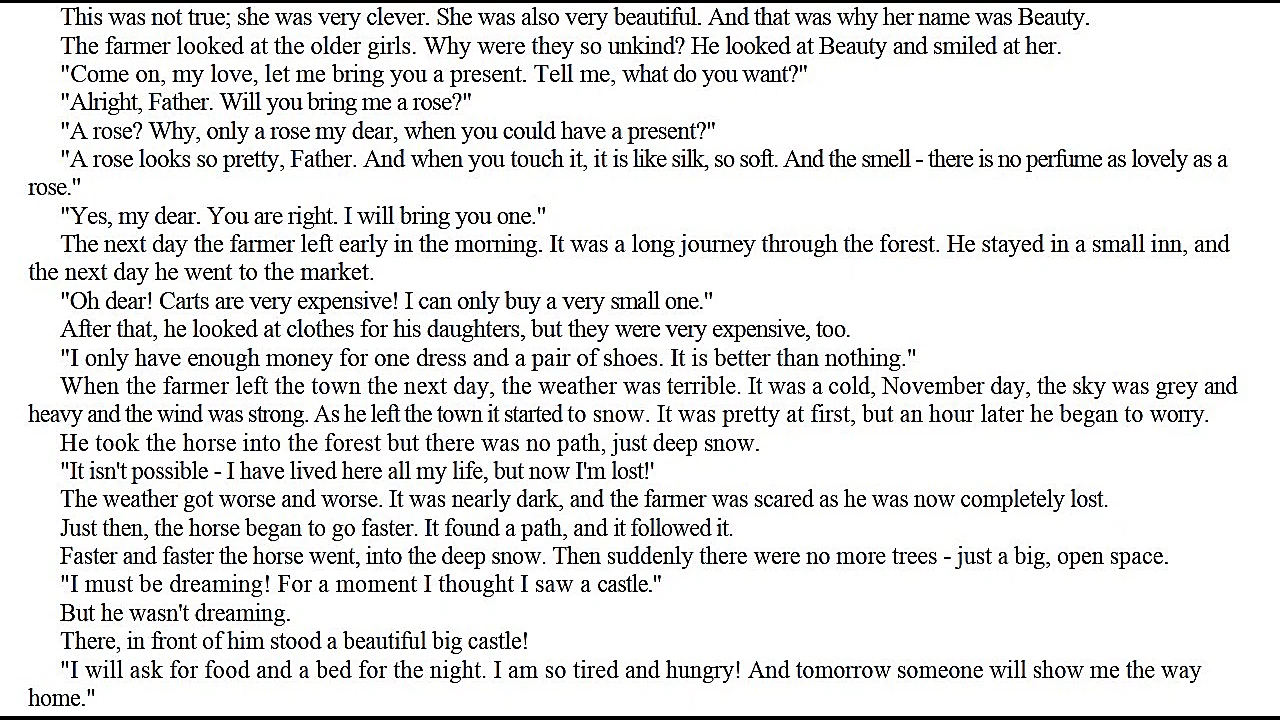 This was not true; she was very clever. She was also very beautiful. And that was why her name was Beauty.
The farmer looked at the older girls. Why were they so unkind? He looked at Beauty and smiled at her.
"Come on, my love, let me bring you a present. Tell me, what do you want?"
"Alright, Father. Will you bring me a rose?"
"A rose? Why, only a rose my dear, when you could have a present?"
"A rose looks so pretty, Father. And when you touch it, it is like silk, so soft. And the smell - there is no perfume as lovely as a
rose."
"Yes, my dear. You are right. I will bring you one."
The next day the farmer left early in the morning. It was a long journey through the forest. He stayed in a small inn, and
the next day he went to the market.
"Oh dear! Carts are very expensive! I can only buy a very small one."
After that, he looked at clothes for his daughters, but they were very expensive, too.
"I only have enough money for one dress and a pair of shoes. It is better than nothing."
When the farmer left the town the next day, the weather was terrible. It was a cold, November day, the sky was grey and
heavy and the wind was strong. As he left the town it started to snow. It was pretty at first, but an hour later he began to worry.
He took the horse into the forest but there was no path, just deep snow.
"It isn't possible - I have lived here all my life, but now I'm lost!'
The weather got worse and worse. It was nearly dark, and the farmer was scared as he was now completely lost.
Just then, the horse began to go faster. It found a path, and it followed it.
Faster and faster the horse went, into the deep snow. Then suddenly there were no more trees - just a big, open space.
"I must be dreaming! For a moment I thought I saw a castle."
But he wasn't dreaming.
There, in front of him stood a beautiful big castle!
"I will ask for food and a bed for the night. I am so tired and hungry! And tomorrow someone will show me the way
home."